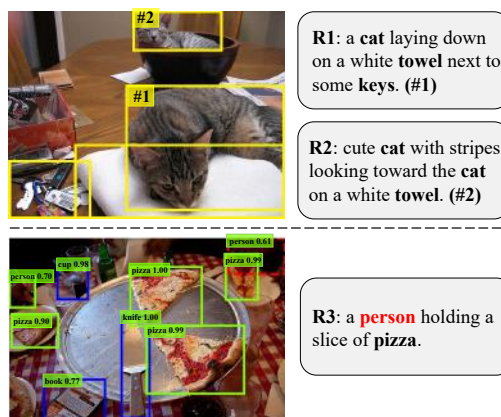 #2
#1
R1: a cat laying down
on a white towel next to
some keys. (#1)
R2: cute cat with stripes
looking toward the cat
on a white towel. (#2)
person 0.61
cup 0.98
pizza 1.00
pizza 0.99
person 0.70
pizza 0.90
knife 1.00
pizza 0.99
book 0.77
R3: a person holding a
slice of pizza.